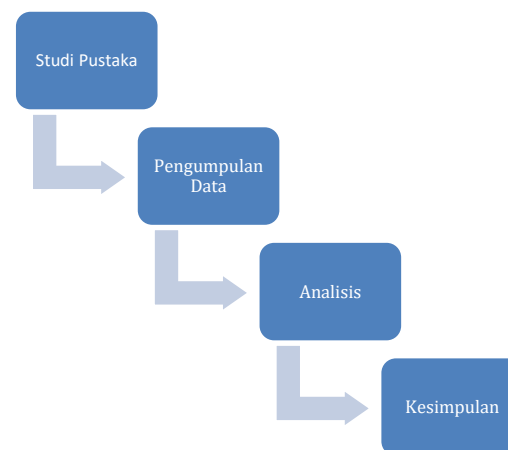 Studi Pustaka
Pengumpulan
Data
Analisis
Kesimpulan